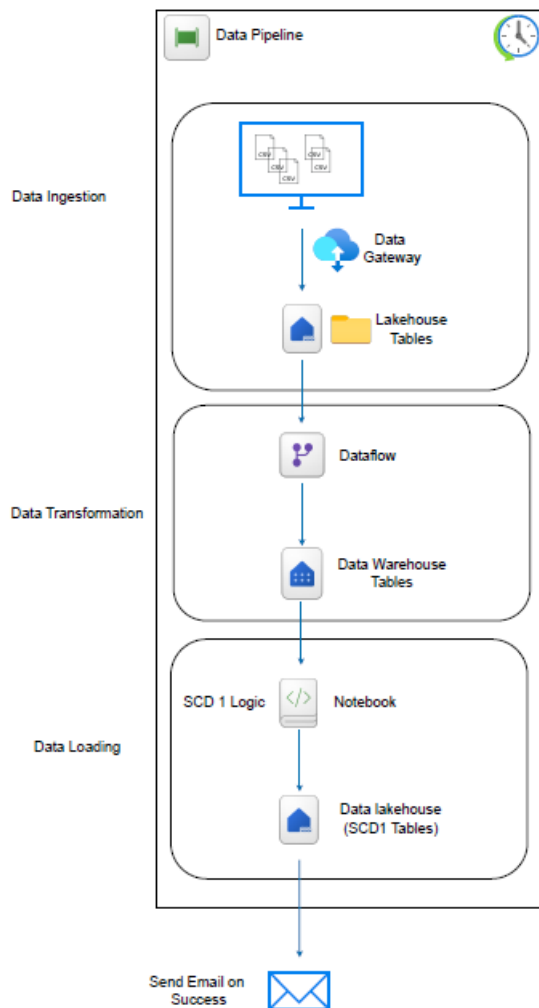 Data Pipeline
CSV
CSV
CSV
CSV
CSV
Data Ingestion
Data
Gateway
Lakehouse
Tables
Dataflow
Data Transformation
Data Warehouse
Tables
SCD 1 Logic
</>
Notebook
Data Loading
Data lakehouse
(SCD1 Tables)
Send Email on
Success